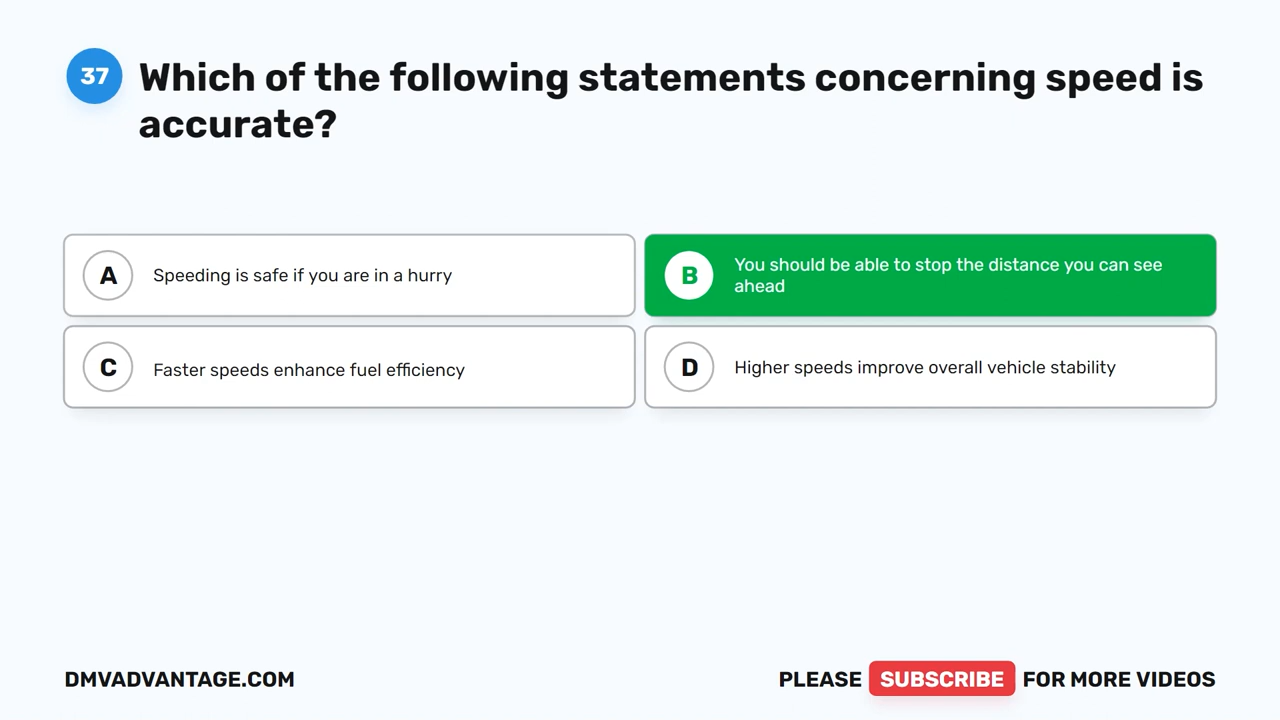 37
Which of the following statements concerning speed is
accurate?
A
Speeding is safe if you are in a hurry
B
You should be able to stop the distance you can see
ahead
C
Faster speeds enhance fuel efficiency
D
Higher speeds improve overall vehicle stability
DMVADVANTAGE.COM
PLEASE SUBSCRIBE FOR MORE VIDEOS